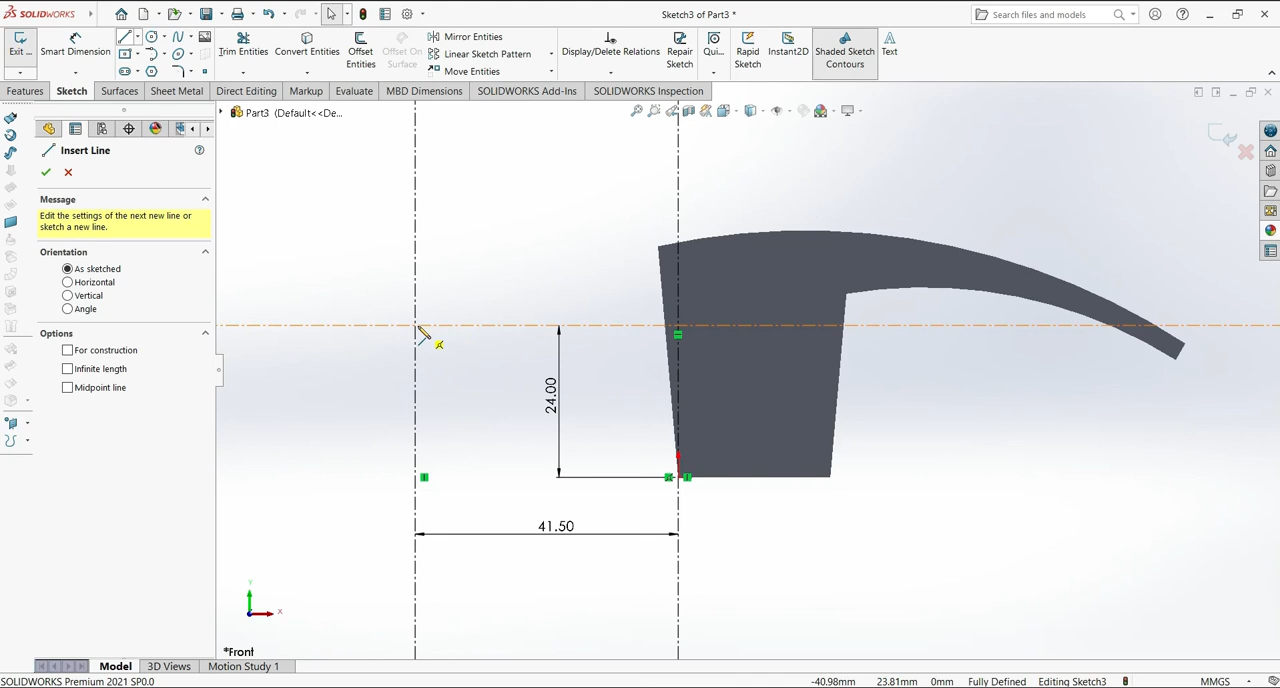 SOLIDWORKS
Sketch3 of Part3 *
Search files and models
Exit ...
Smart Dimension
Trim Entities
Convert Entities
Offset Entities
Offset On Surface
Mirror Entities
Linear Sketch Pattern
Move Entities
Display/Delete Relations
Repair Sketch
Qui...
Rapid Sketch
Instant2D
Shaded Sketch Contours
Text
Features
Sketch
Surfaces
Sheet Metal
Direct Editing
Markup
Evaluate
MBD Dimensions
SOLIDWORKS Add-Ins
SOLIDWORKS Inspection
Part3 (Default<<De...
Insert Line
Message
Edit the settings of the next new line or
sketch a new line.
Orientation
As sketched
Horizontal
Vertical
Angle
Options
For construction
Infinite length
Midpoint line
24.00
41.50
Y
X
*Front
Model
3D Views
Motion Study 1
SOLIDWORKS Premium 2021 SP0.0
-40.98mm
23.81mm
0mm
Fully Defined
Editing Sketch3
MMGS